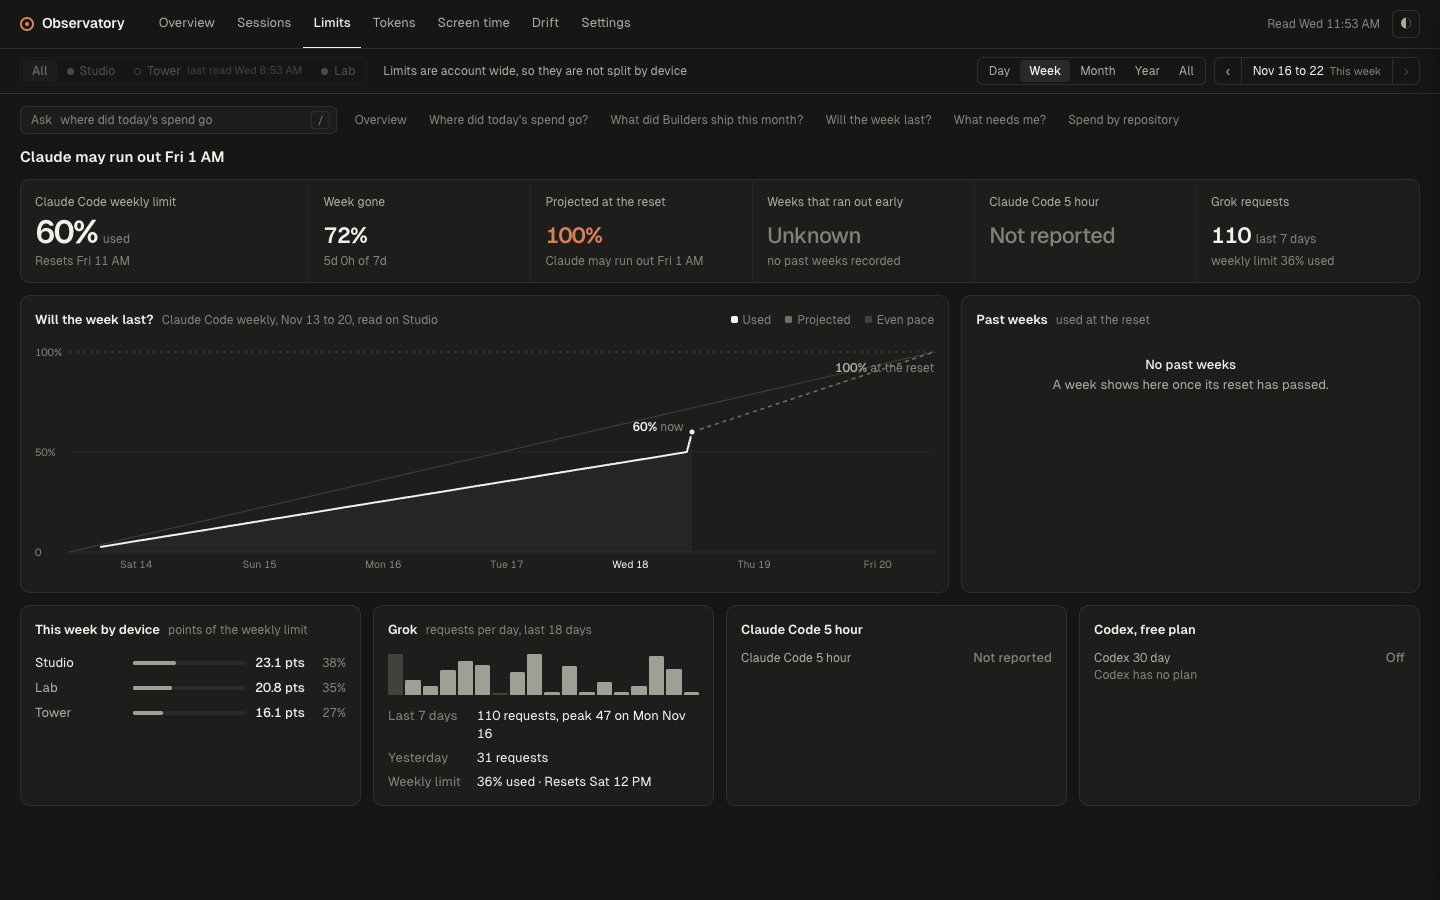 Observatory
Overview
Sessions
Limits
Tokens
Screen time
Drift
Settings
Read Wed 11:53 AM
All
Studio
Tower last read Wed 8:53 AM
Lab
Limits are account wide, so they are not split by device
Day
Week
Month
Year
All
‹
Nov 16 to 22 This week
›
Ask where did today's spend go /
Overview
Where did today's spend go?
What did Builders ship this month?
Will the week last?
What needs me?
Spend by repository
Claude may run out Fri 1 AM
Claude Code weekly limit
60% used
Resets Fri 11 AM
Week gone
72%
5d 0h of 7d
Projected at the reset
100%
Claude may run out Fri 1 AM
Weeks that ran out early
Unknown
no past weeks recorded
Claude Code 5 hour
Not reported
Grok requests
110 last 7 days
weekly limit 36% used
Will the week last? Claude Code weekly, Nov 13 to 20, read on Studio
Used
Projected
Even pace
100%
100% at the reset
60% now
50%
0
Sat 14
Sun 15
Mon 16
Tue 17
Wed 18
Thu 19
Fri 20
Past weeks used at the reset
No past weeks
A week shows here once its reset has passed.
This week by device points of the weekly limit
Studio 23.1 pts 38%
Lab 20.8 pts 35%
Tower 16.1 pts 27%
Grok requests per day, last 18 days
Last 7 days 110 requests, peak 47 on Mon Nov
16
Yesterday 31 requests
Weekly limit 36% used · Resets Sat 12 PM
Claude Code 5 hour
Claude Code 5 hour Not reported
Codex, free plan
Codex 30 day Off
Codex has no plan